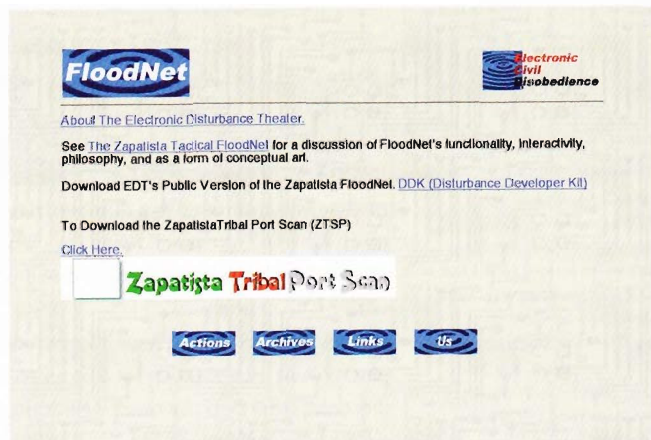 FloodNet
Electronic
Civil
Disobedience
About The Electronic Disturbance Theater.
See The Zapatista Tactical FloodNet for a discussion of FloodNet's functionality, interactivity,
philosophy, and as a form of conceptual art.
Download EDT's Public Version of the Zapatista FloodNet. DDK (Disturbance Developer Kit)
To Download the ZapatistaTribal Port Scan (ZTSP)
Click Here.
Zapatista Tribal Port Scan
Actions Archives Links Us